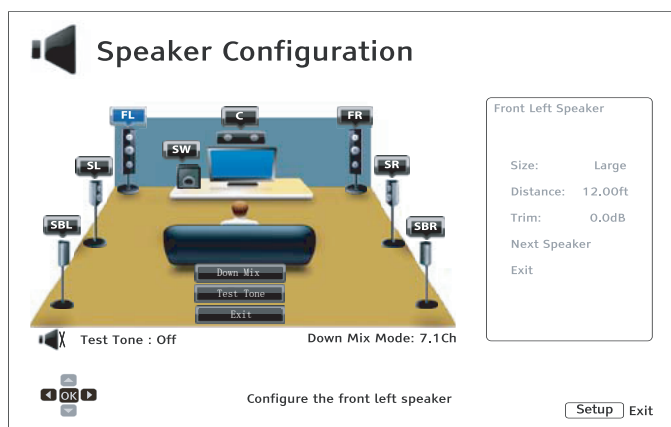 Speaker Configuration
FL
C
FR
SW
SL
SR
SBL
SBR
Down Mix
Test Tone
Exit
Test Tone : Off
Down Mix Mode: 7.1Ch
Front Left Speaker
Size: Large
Distance: 12.00ft
Trim: 0.0dB
Next Speaker
Exit
OK
Configure the front left speaker
Setup Exit